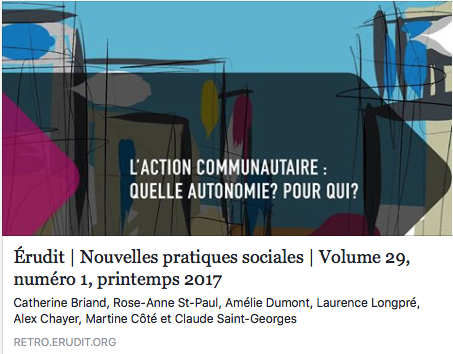 L'ACTION COMMUNAUTAIRE :
QUELLE AUTONOMIE? POUR QUI?
Érudit | Nouvelles pratiques sociales | Volume 29,
numéro 1, printemps 2017
Catherine Briand, Rose-Anne St-Paul, Amélie Dumont, Laurence Longpré,
Alex Chayer, Martine Côté et Claude Saint-Georges
RETRO.ERUDIT.ORG